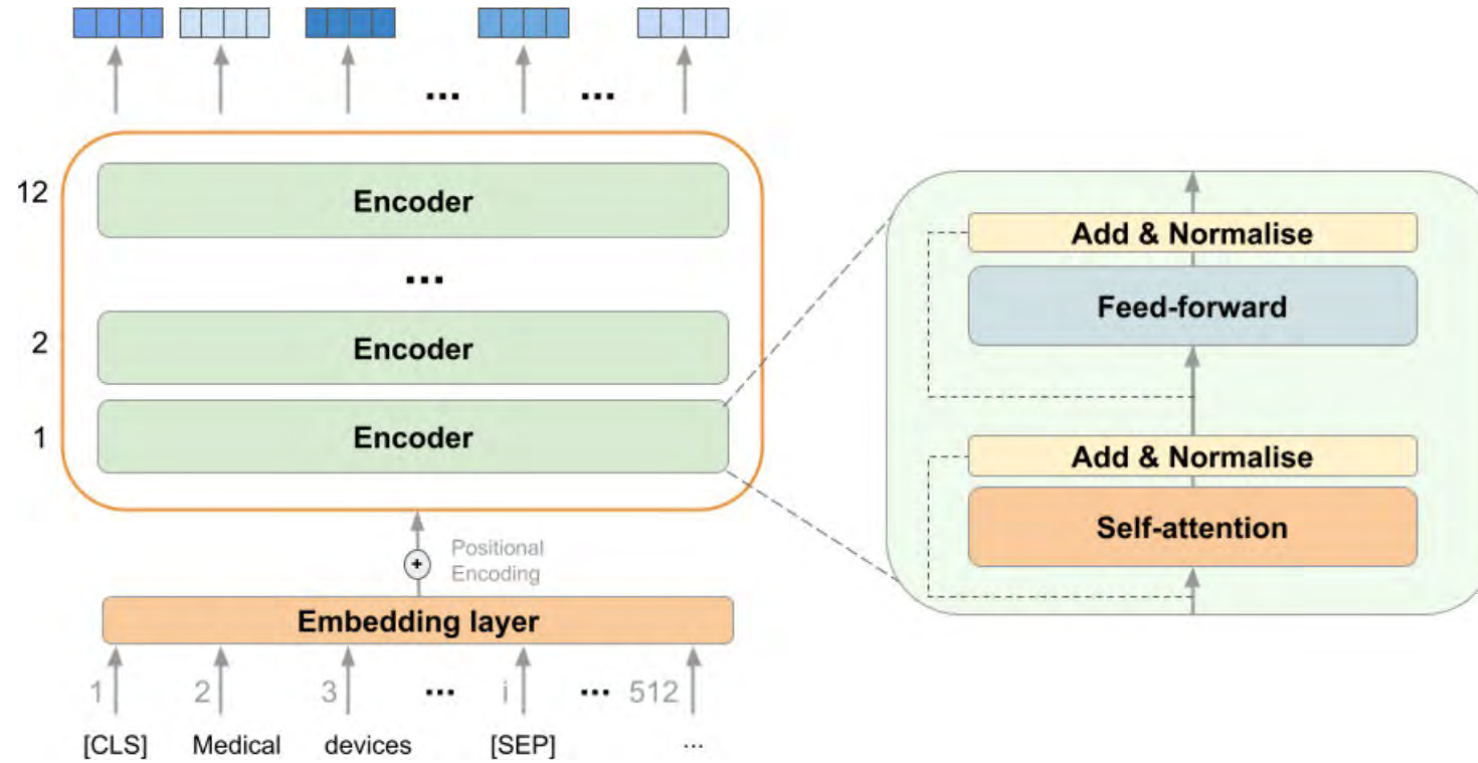 ...
...
12
Encoder
...
2
Encoder
1
Encoder
Positional
Encoding
+
Embedding layer
1
2
3
...
i
...
512
[CLS]
Medical
devices
[SEP]
...
Add & Normalise
Feed-forward
Add & Normalise
Self-attention